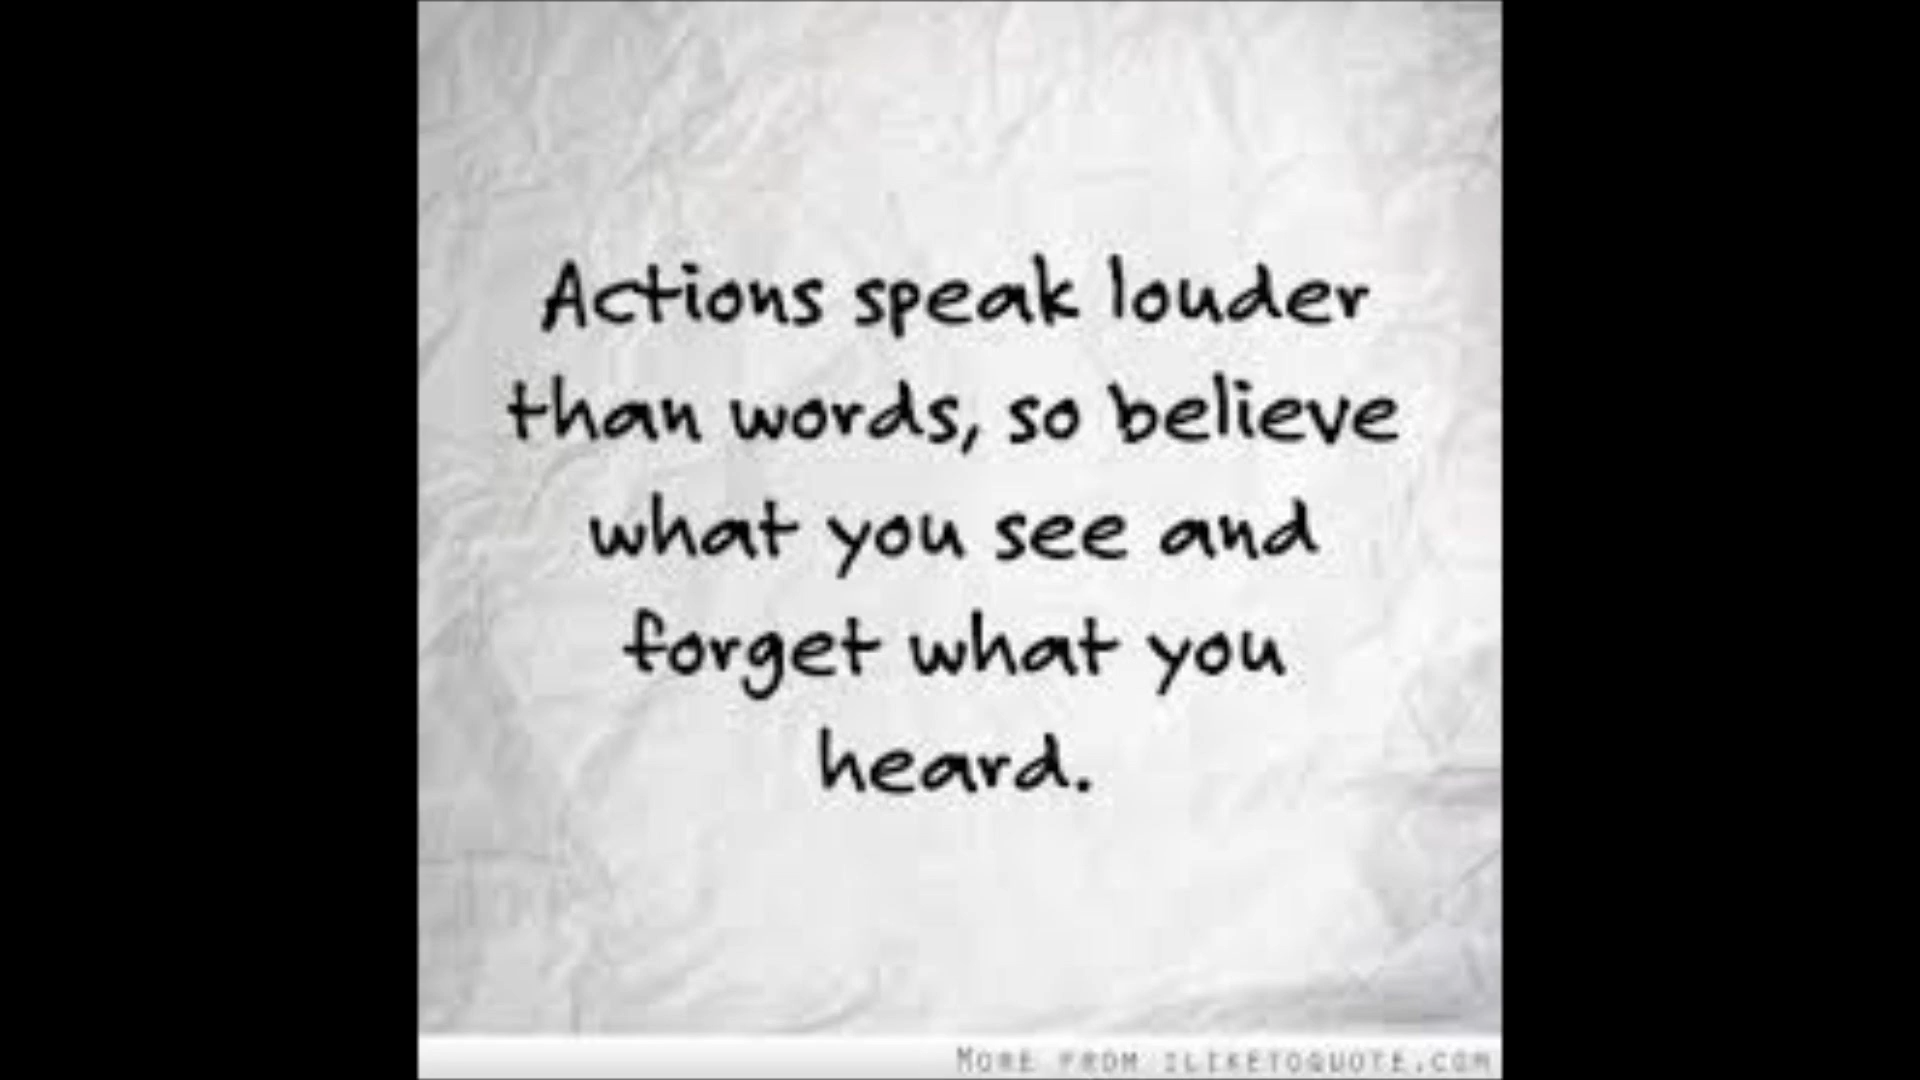 Actions speak louder
than words, so believe
what you see and
forget what you
heard.
MORE FROM ILIKETOQUOTE.COM